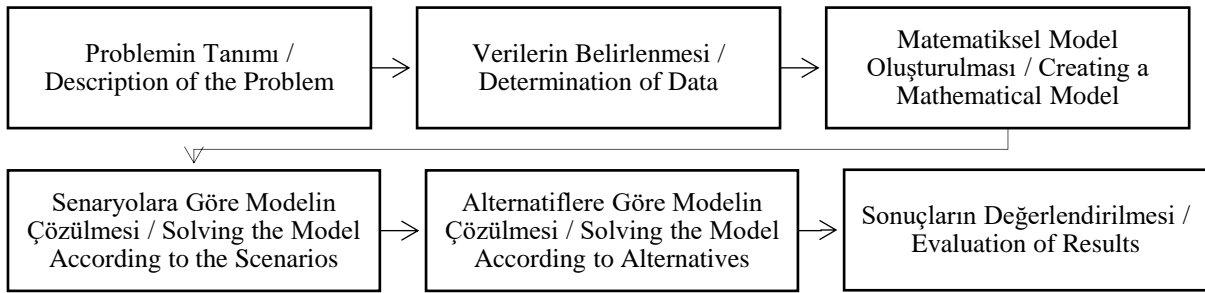 Problemin Tanımı /
Description of the Problem
Verilerin Belirlenmesi /
Determination of Data
Matematiksel Model
Oluşturulması / Creating a
Mathematical Model
Senaryolara Göre Modelin
Çözülmesi / Solving the Model
According to the Scenarios
Alternatiflere Göre Modelin
Çözülmesi / Solving the Model
According to Alternatives
Sonuçların Değerlendirilmesi /
Evaluation of Results